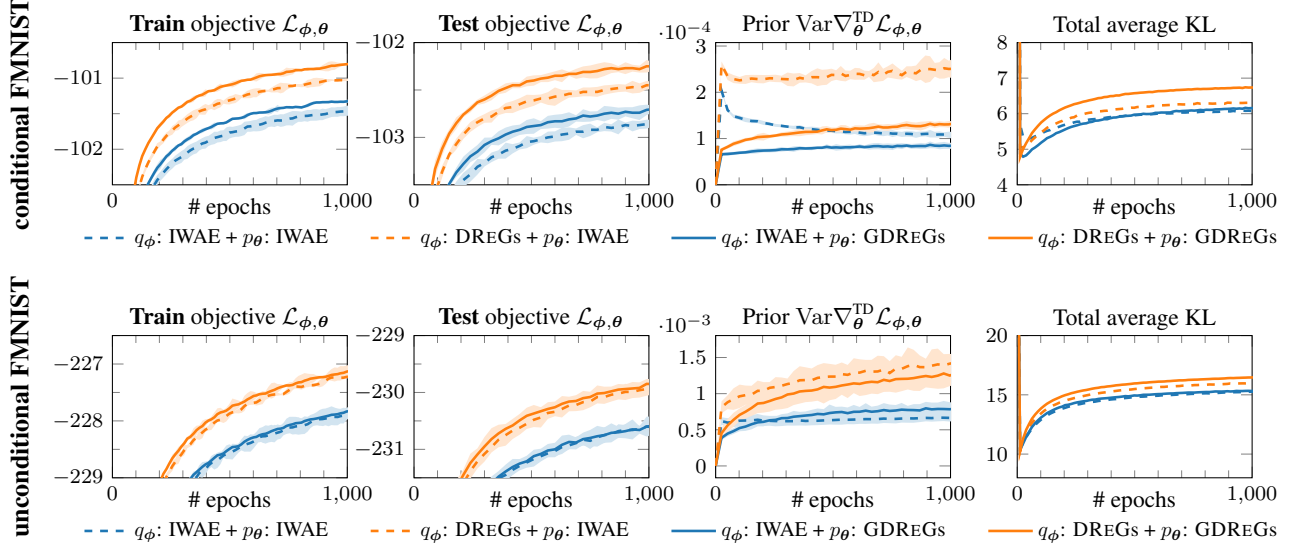 conditional FMNIST
Train objective 𝓛_ϕ,θ
−101
−102
0 1,000
# epochs
Test objective 𝓛_ϕ,θ
−102
−103
0 1,000
# epochs
Prior Var∇_θ^TD 𝓛_ϕ,θ
·10⁻⁴
3
2
1
0
0 1,000
# epochs
Total average KL
8
7
6
5
4
0 1,000
# epochs
q_ϕ: IWAE + p_θ: IWAE
q_ϕ: DREGS + p_θ: IWAE
q_ϕ: IWAE + p_θ: GDREGS
q_ϕ: DREGS + p_θ: GDREGS
unconditional FMNIST
Train objective 𝓛_ϕ,θ
−227
−228
−229
0 1,000
# epochs
Test objective 𝓛_ϕ,θ
−229
−230
−231
0 1,000
# epochs
Prior Var∇_θ^TD 𝓛_ϕ,θ
·10⁻³
1.5
1
0.5
0
0 1,000
# epochs
Total average KL
20
15
10
0 1,000
# epochs
q_ϕ: IWAE + p_θ: IWAE
q_ϕ: DREGS + p_θ: IWAE
q_ϕ: IWAE + p_θ: GDREGS
q_ϕ: DREGS + p_θ: GDREGS